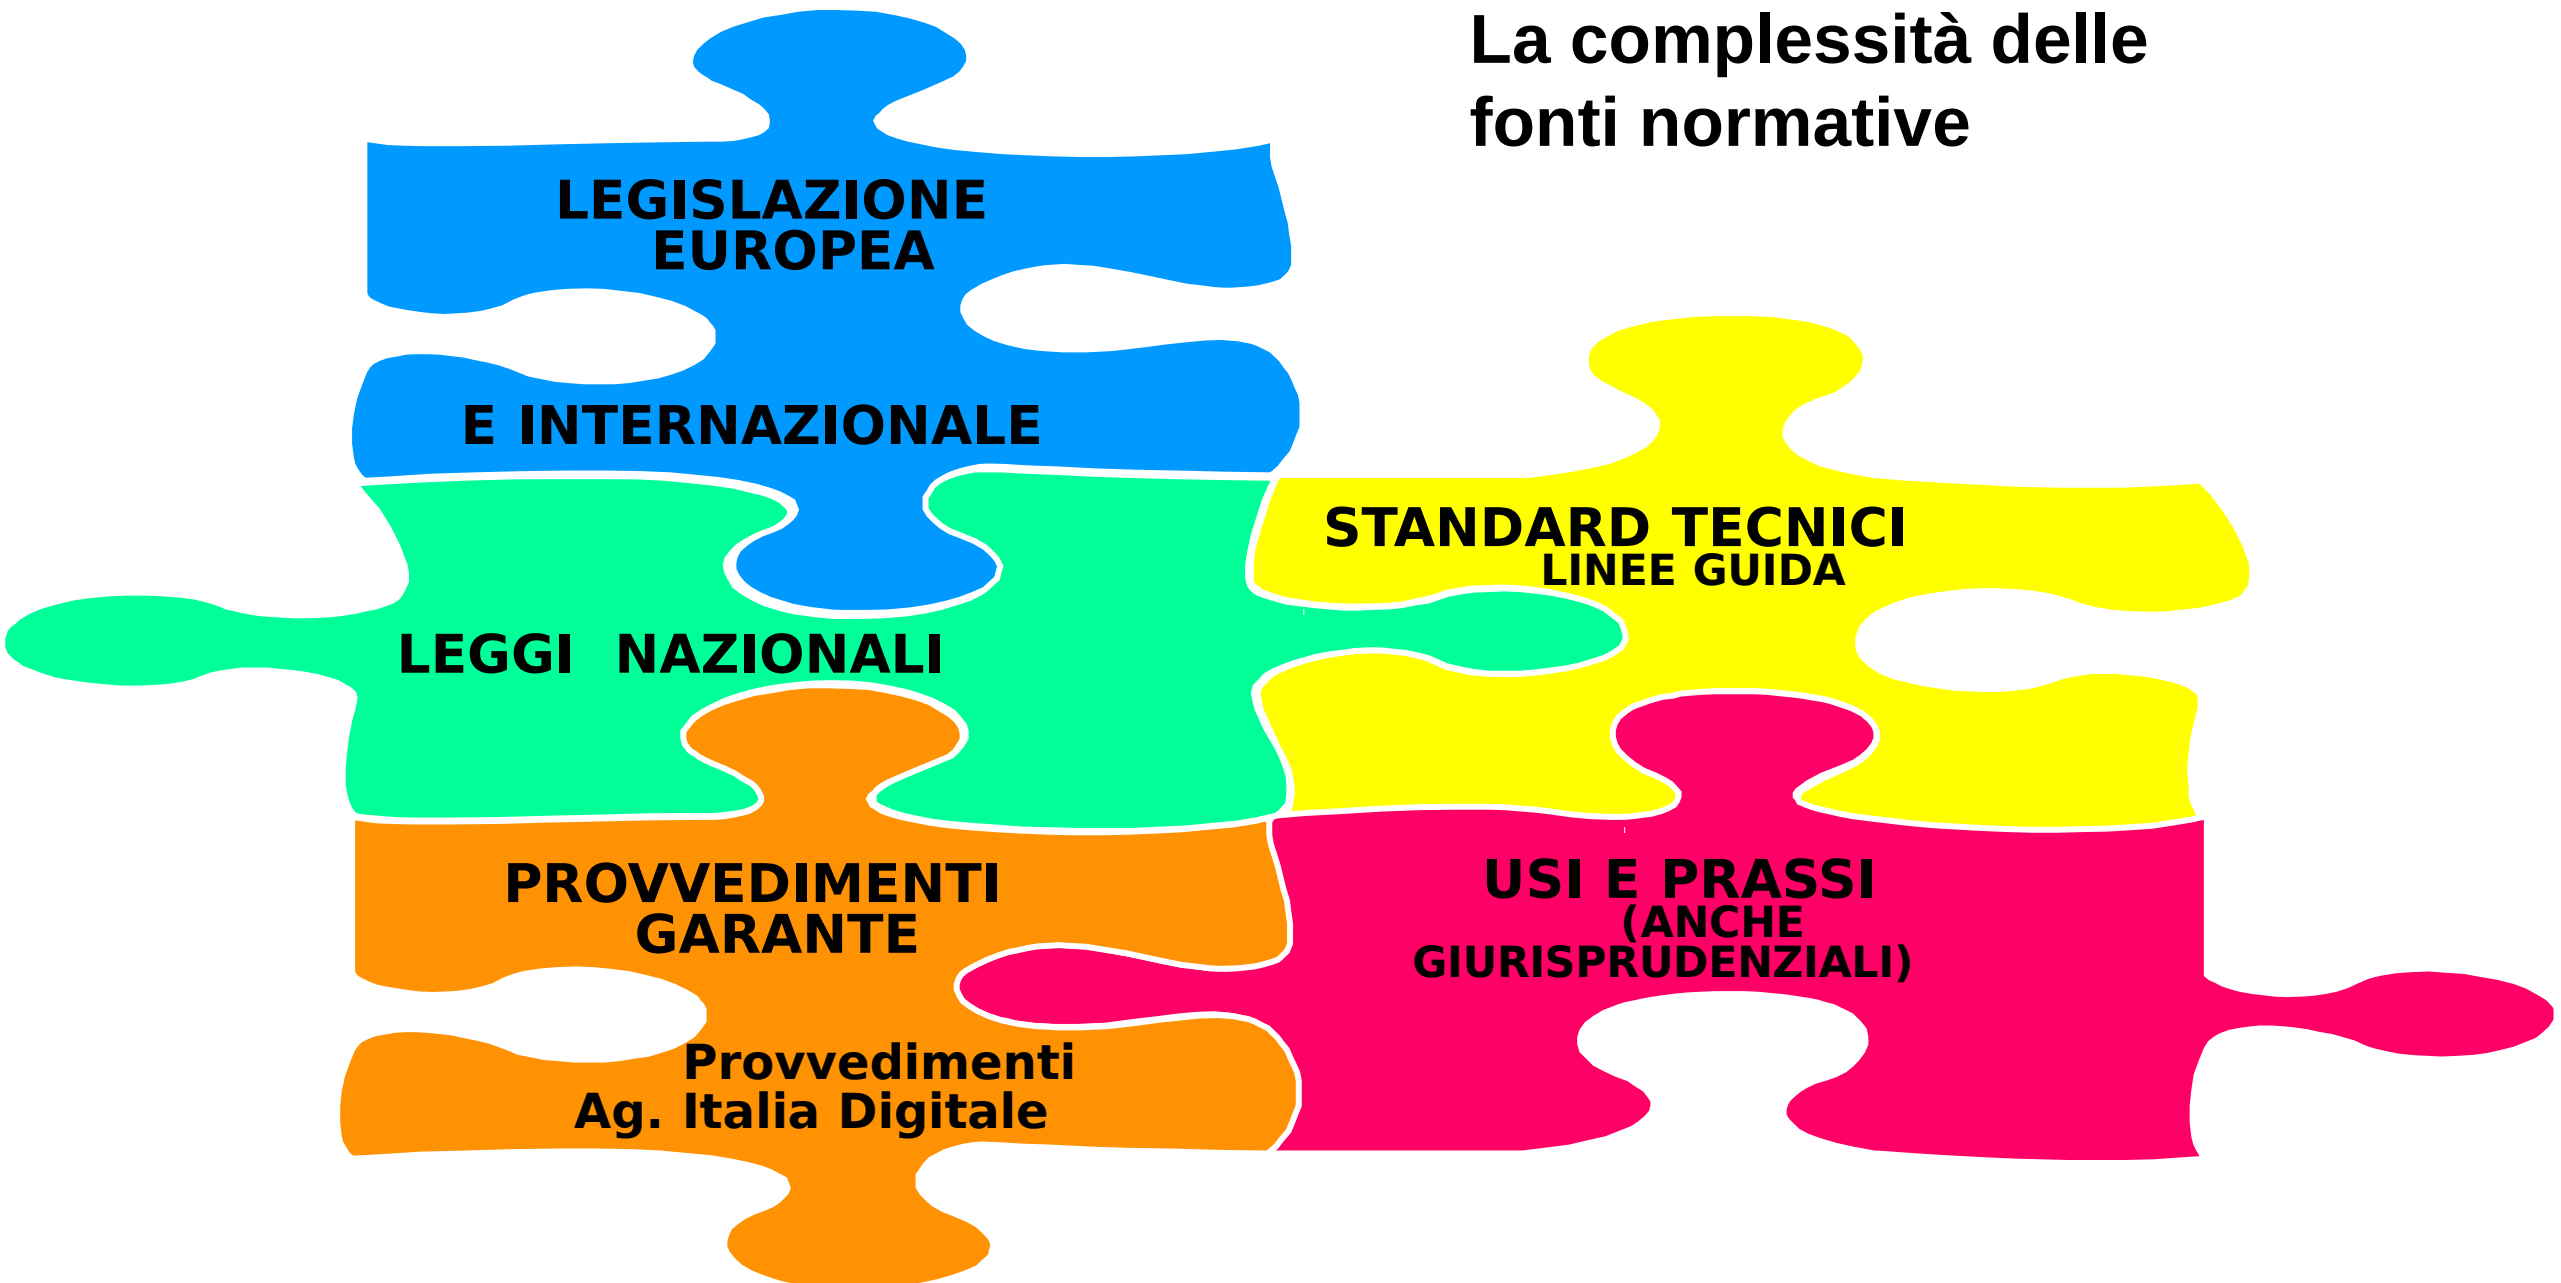 La complessità delle
fonti normative
LEGISLAZIONE
EUROPEA
E INTERNAZIONALE
STANDARD TECNICI
LINEE GUIDA
LEGGI NAZIONALI
PROVVEDIMENTI
GARANTE
Provvedimenti
Ag. Italia Digitale
USI E PRASSI
(ANCHE
GIURISPRUDENZIALI)